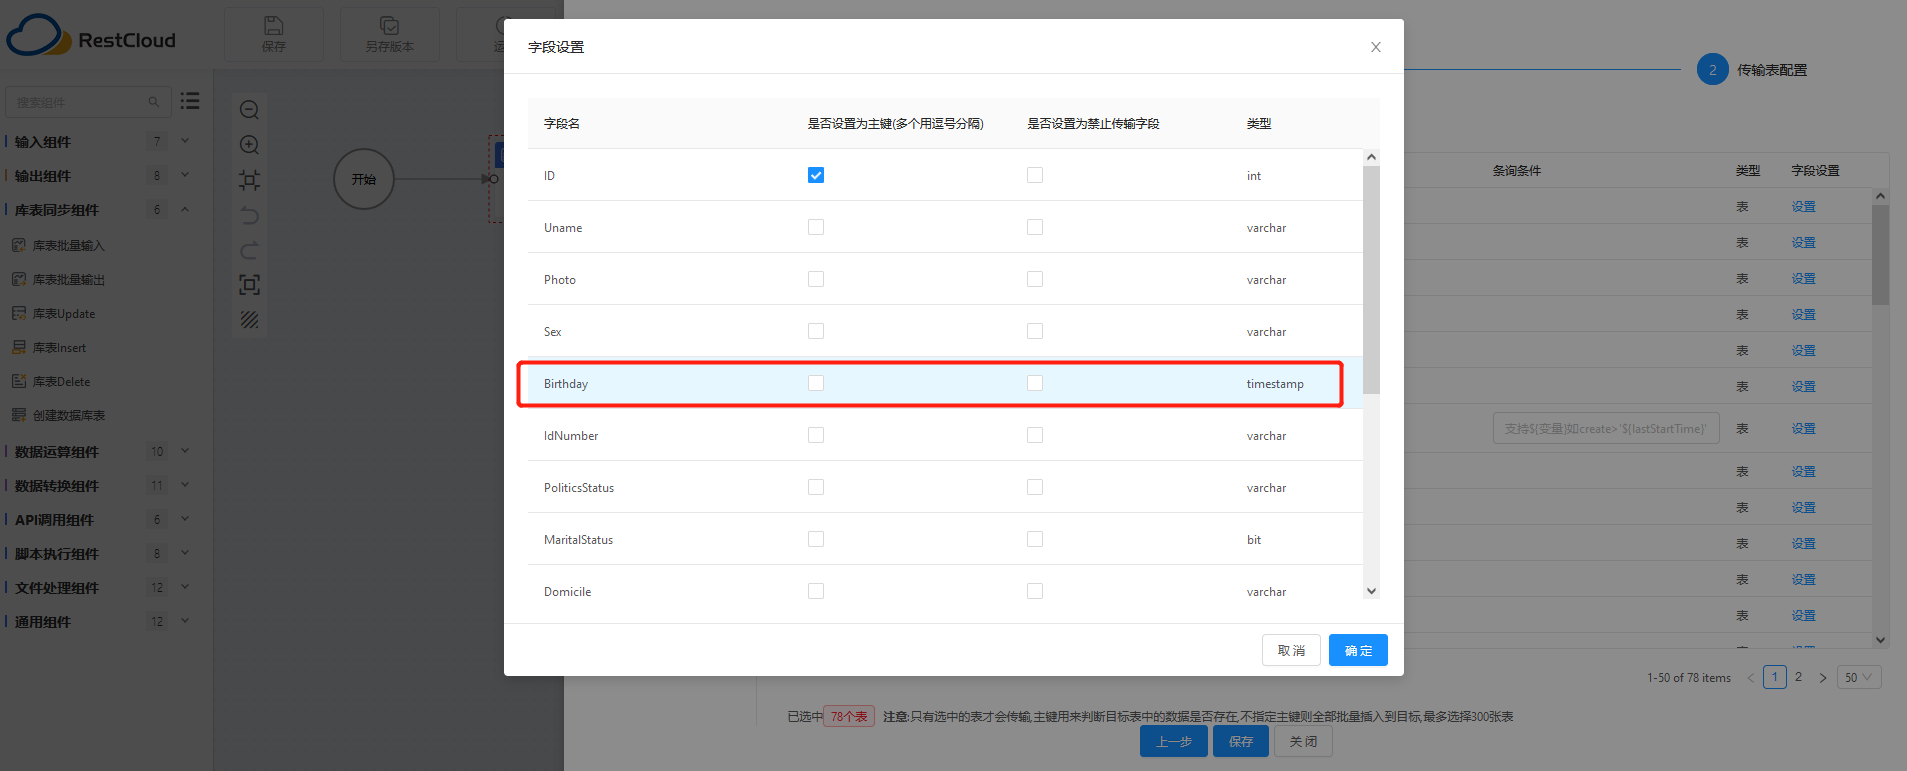 RestCloud
保存
另存版本
搜索组件
输入组件 7
输出组件 8
库表同步组件 6
库表批量输入
库表批量输出
库表Update
库表Insert
库表Delete
创建数据库表
数据运算组件 10
数据转换组件 11
API调用组件 6
脚本执行组件 8
文件处理组件 12
通用组件 12
开始
字段设置
字段名 是否设置为主键(多个用逗号分隔) 是否设置为禁止传输字段 类型
ID int
Uname varchar
Photo varchar
Sex varchar
Birthday timestamp
IdNumber varchar
PoliticsStatus varchar
MaritalStatus bit
Domicile varchar
取消 确定
2 传输表配置
条询条件 类型 字段设置
表 设置
表 设置
表 设置
表 设置
表 设置
表 设置
支持${变量}如create>'${lastStartTime}' 表 设置
表 设置
表 设置
表 设置
表 设置
表 设置
1-50 of 78 items 1 2 50
已选中 78个表 注意:只有选中的表才会传输,主键用来判断目标表中的数据是否存在,不指定主键则全部批量插入到目标,最多选择300张表
上一步 保存 关闭